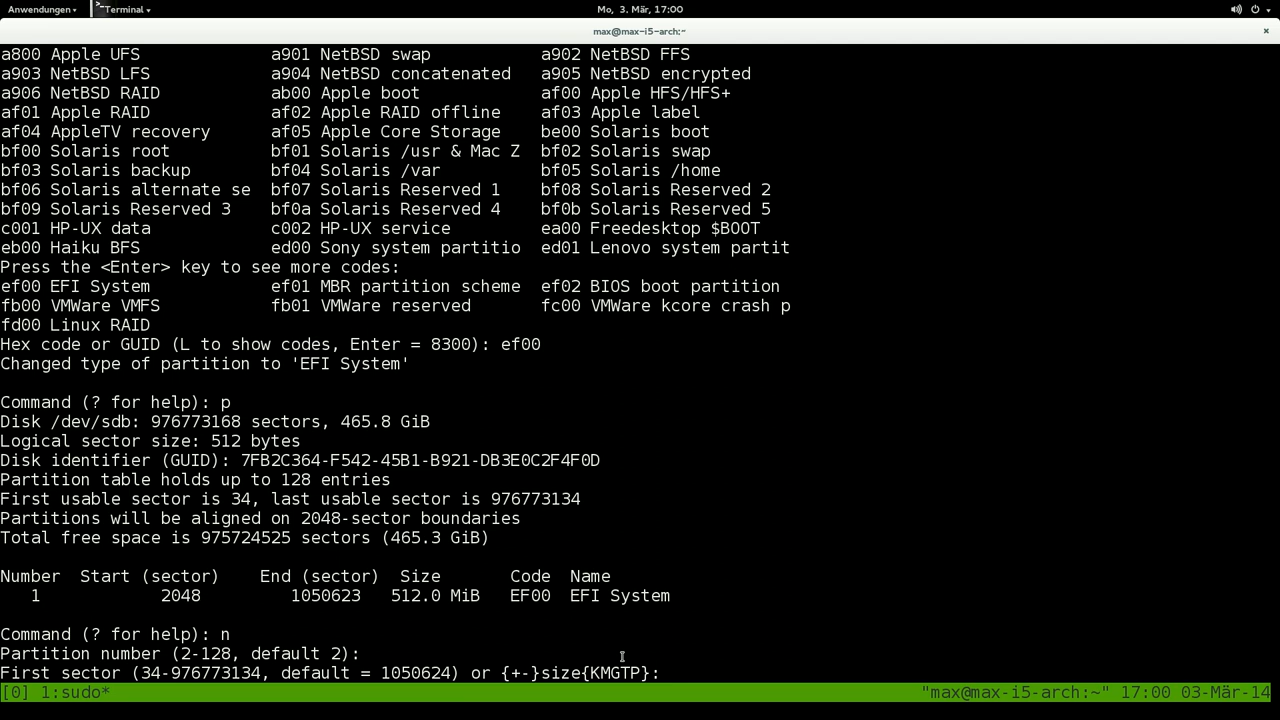 Anwendungen
Terminal
Mo, 3. Mär, 17:00
max@max-i5-arch:~
a800 Apple UFS a901 NetBSD swap a902 NetBSD FFS
a903 NetBSD LFS a904 NetBSD concatenated a905 NetBSD encrypted
a906 NetBSD RAID ab00 Apple boot af00 Apple HFS/HFS+
af01 Apple RAID af02 Apple RAID offline af03 Apple label
af04 AppleTV recovery af05 Apple Core Storage be00 Solaris boot
bf00 Solaris root bf01 Solaris /usr & Mac Z bf02 Solaris swap
bf03 Solaris backup bf04 Solaris /var bf05 Solaris /home
bf06 Solaris alternate se bf07 Solaris Reserved 1 bf08 Solaris Reserved 2
bf09 Solaris Reserved 3 bf0a Solaris Reserved 4 bf0b Solaris Reserved 5
c001 HP-UX data c002 HP-UX service ea00 Freedesktop $BOOT
eb00 Haiku BFS ed00 Sony system partitio ed01 Lenovo system partit
Press the <Enter> key to see more codes:
ef00 EFI System ef01 MBR partition scheme ef02 BIOS boot partition
fb00 VMWare VMFS fb01 VMWare reserved fc00 VMWare kcore crash p
fd00 Linux RAID
Hex code or GUID (L to show codes, Enter = 8300): ef00
Changed type of partition to 'EFI System'
Command (? for help): p
Disk /dev/sdb: 976773168 sectors, 465.8 GiB
Logical sector size: 512 bytes
Disk identifier (GUID): 7FB2C364-F542-45B1-B921-DB3E0C2F4F0D
Partition table holds up to 128 entries
First usable sector is 34, last usable sector is 976773134
Partitions will be aligned on 2048-sector boundaries
Total free space is 975724525 sectors (465.3 GiB)
Number Start (sector) End (sector) Size Code Name
1 2048 1050623 512.0 MiB EF00 EFI System
Command (? for help): n
Partition number (2-128, default 2):
First sector (34-976773134, default = 1050624) or {+-}size{KMGTP}:
[0] 1:sudo* "max@max-i5-arch:~" 17:00 03-Mär-14